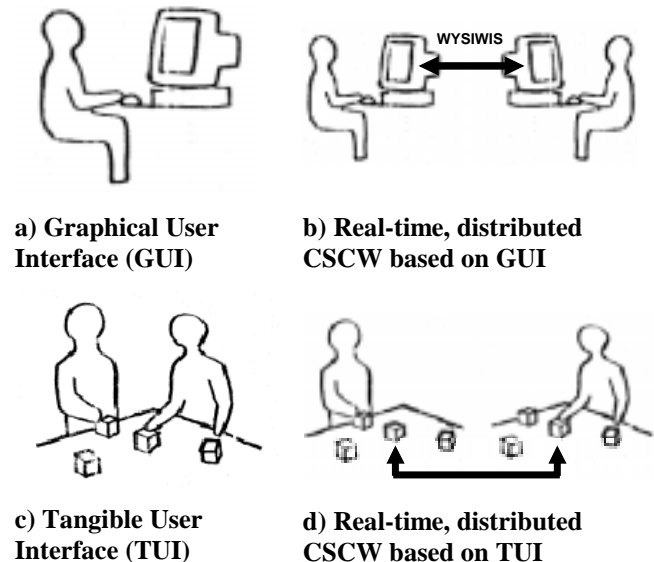 WYSIWIS
a) Graphical User
Interface (GUI)
b) Real-time, distributed
CSCW based on GUI
c) Tangible User
Interface (TUI)
d) Real-time, distributed
CSCW based on TUI